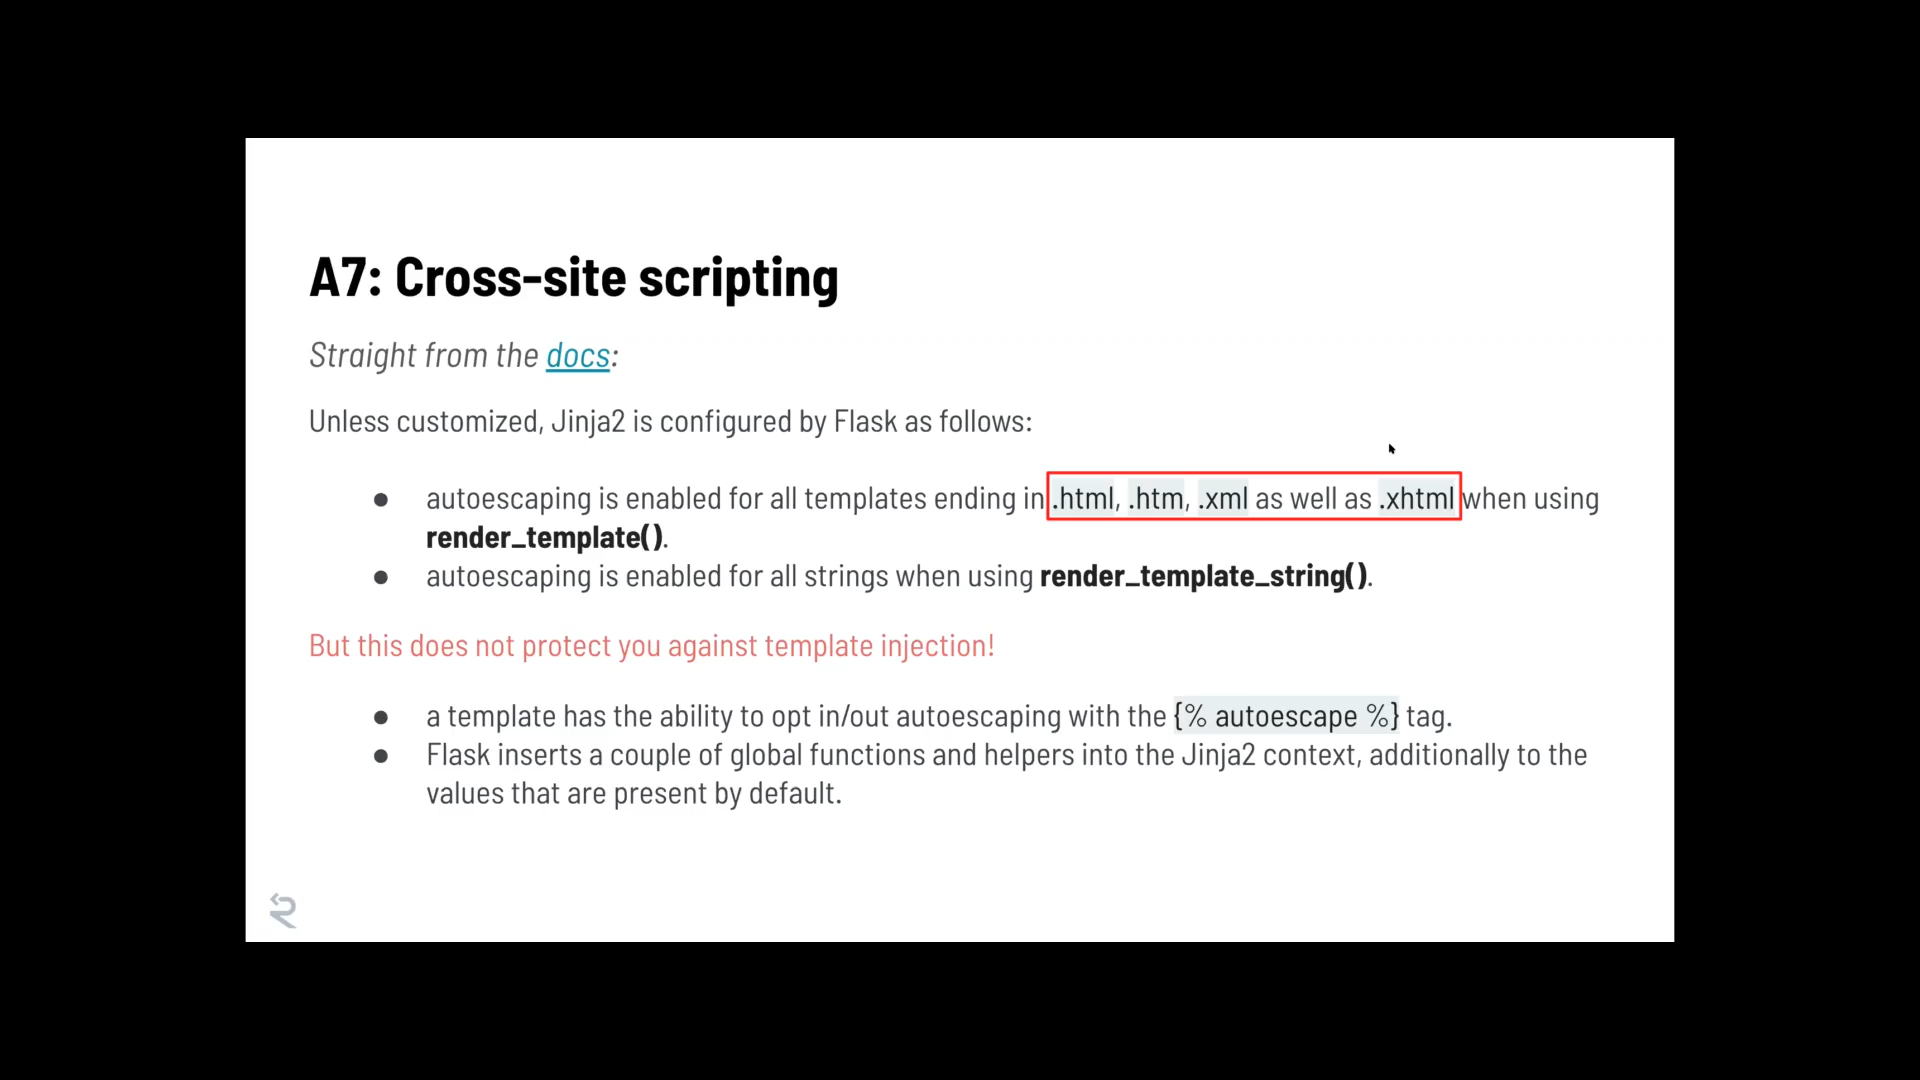 A7: Cross-site scripting
Straight from the docs:
Unless customized, Jinja2 is configured by Flask as follows:
● autoescaping is enabled for all templates ending in .html, .htm, .xml as well as .xhtml when using
render_template().
● autoescaping is enabled for all strings when using render_template_string().
But this does not protect you against template injection!
● a template has the ability to opt in/out autoescaping with the {% autoescape %} tag.
● Flask inserts a couple of global functions and helpers into the Jinja2 context, additionally to the
values that are present by default.